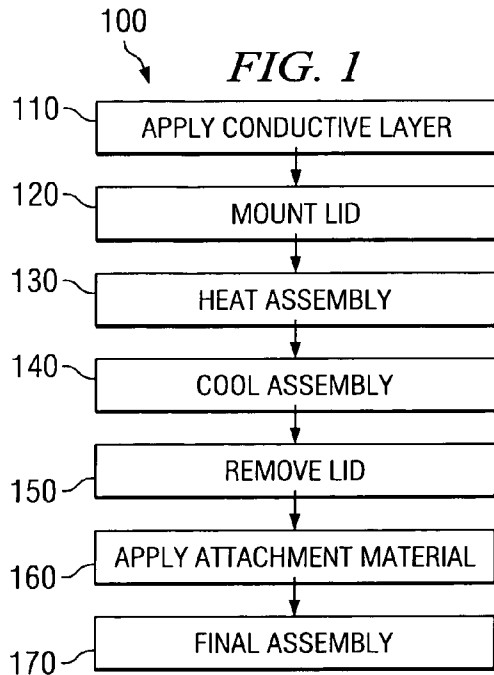 100
FIG. 1
110
APPLY CONDUCTIVE LAYER
120
MOUNT LID
130
HEAT ASSEMBLY
140
COOL ASSEMBLY
150
REMOVE LID
160
APPLY ATTACHMENT MATERIAL
170
FINAL ASSEMBLY